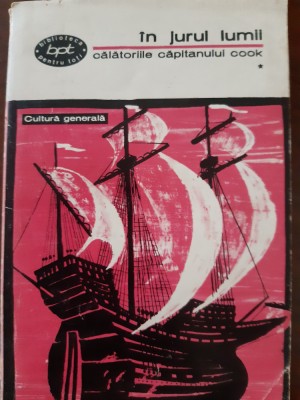 biblioteca
bpt
pentru toți
în jurul lumii
călătoriile căpitanului cook
*
Cultură generală